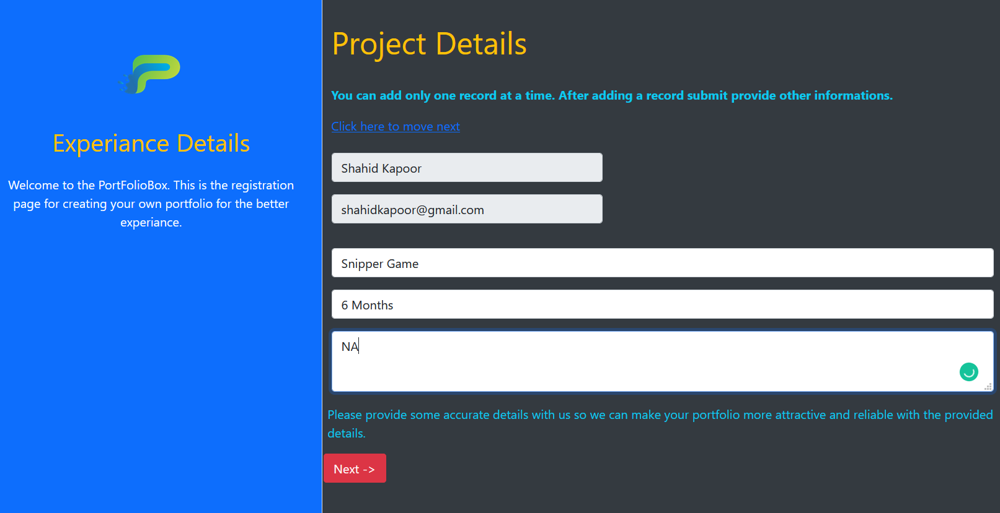 Experiance Details
Welcome to the PortFolioBox. This is the registration
page for creating your own portfolio for the better
experiance.
Project Details
You can add only one record at a time. After adding a record submit provide other informations.
Click here to move next
Shahid Kapoor
shahidkapoor@gmail.com
Snipper Game
6 Months
NA
Please provide some accurate details with us so we can make your portfolio more attractive and reliable with the provided
details.
Next ->